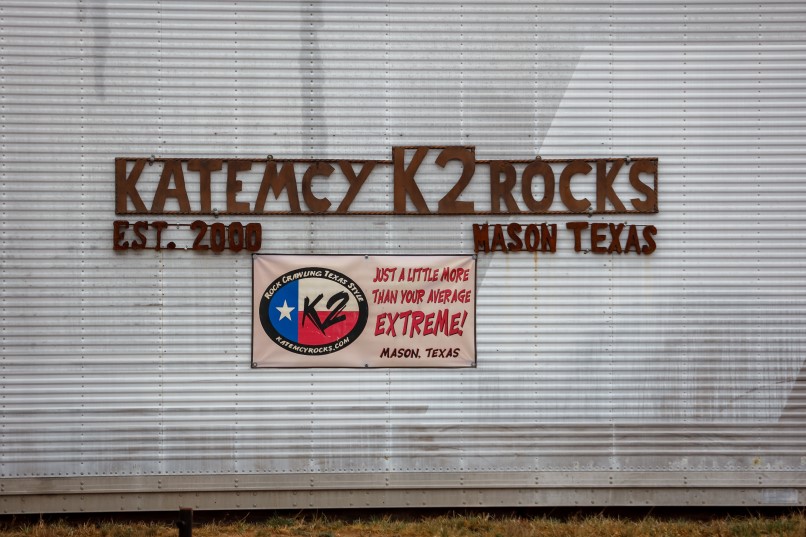 KATEMCY K2 ROCKS
EST. 2000
MASON TEXAS
ROCK CRAWLING TEXAS STYLE
K2
KATEMCYROCKS.COM
JUST A LITTLE MORE
THAN YOUR AVERAGE
EXTREME!
MASON, TEXAS